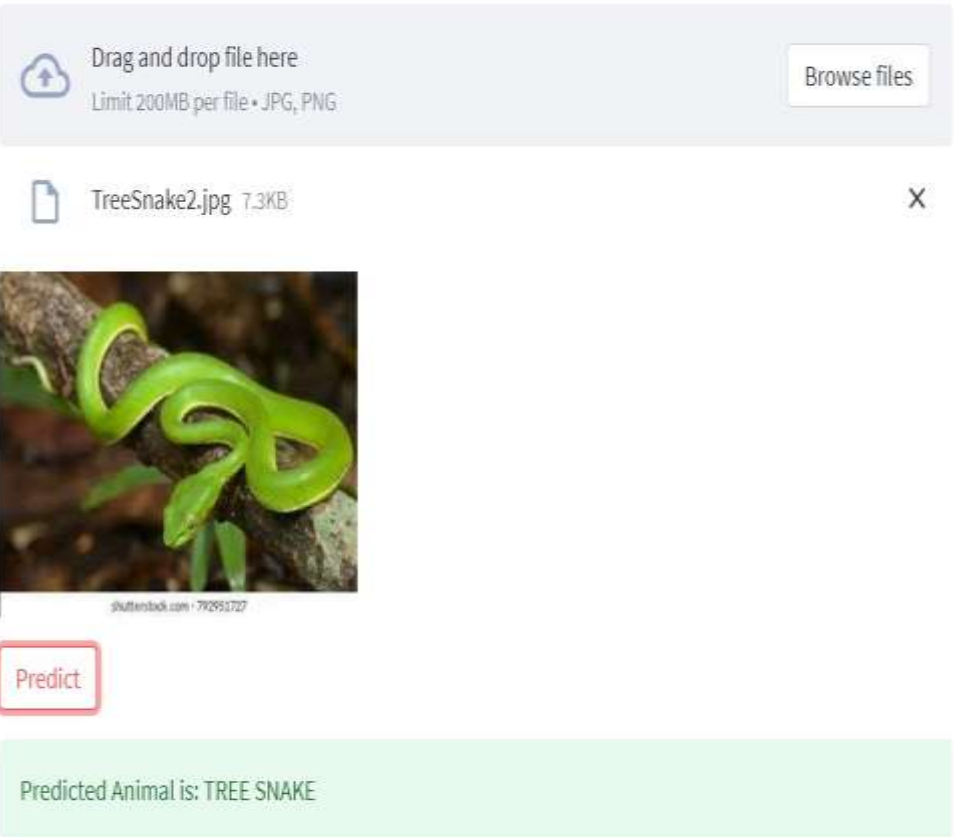 Drag and drop file here
Limit 200MB per file • JPG, PNG
Browse files
TreeSnake2.jpg 7.3KB
X
shutterstock.com · 792951727
Predict
Predicted Animal is: TREE SNAKE